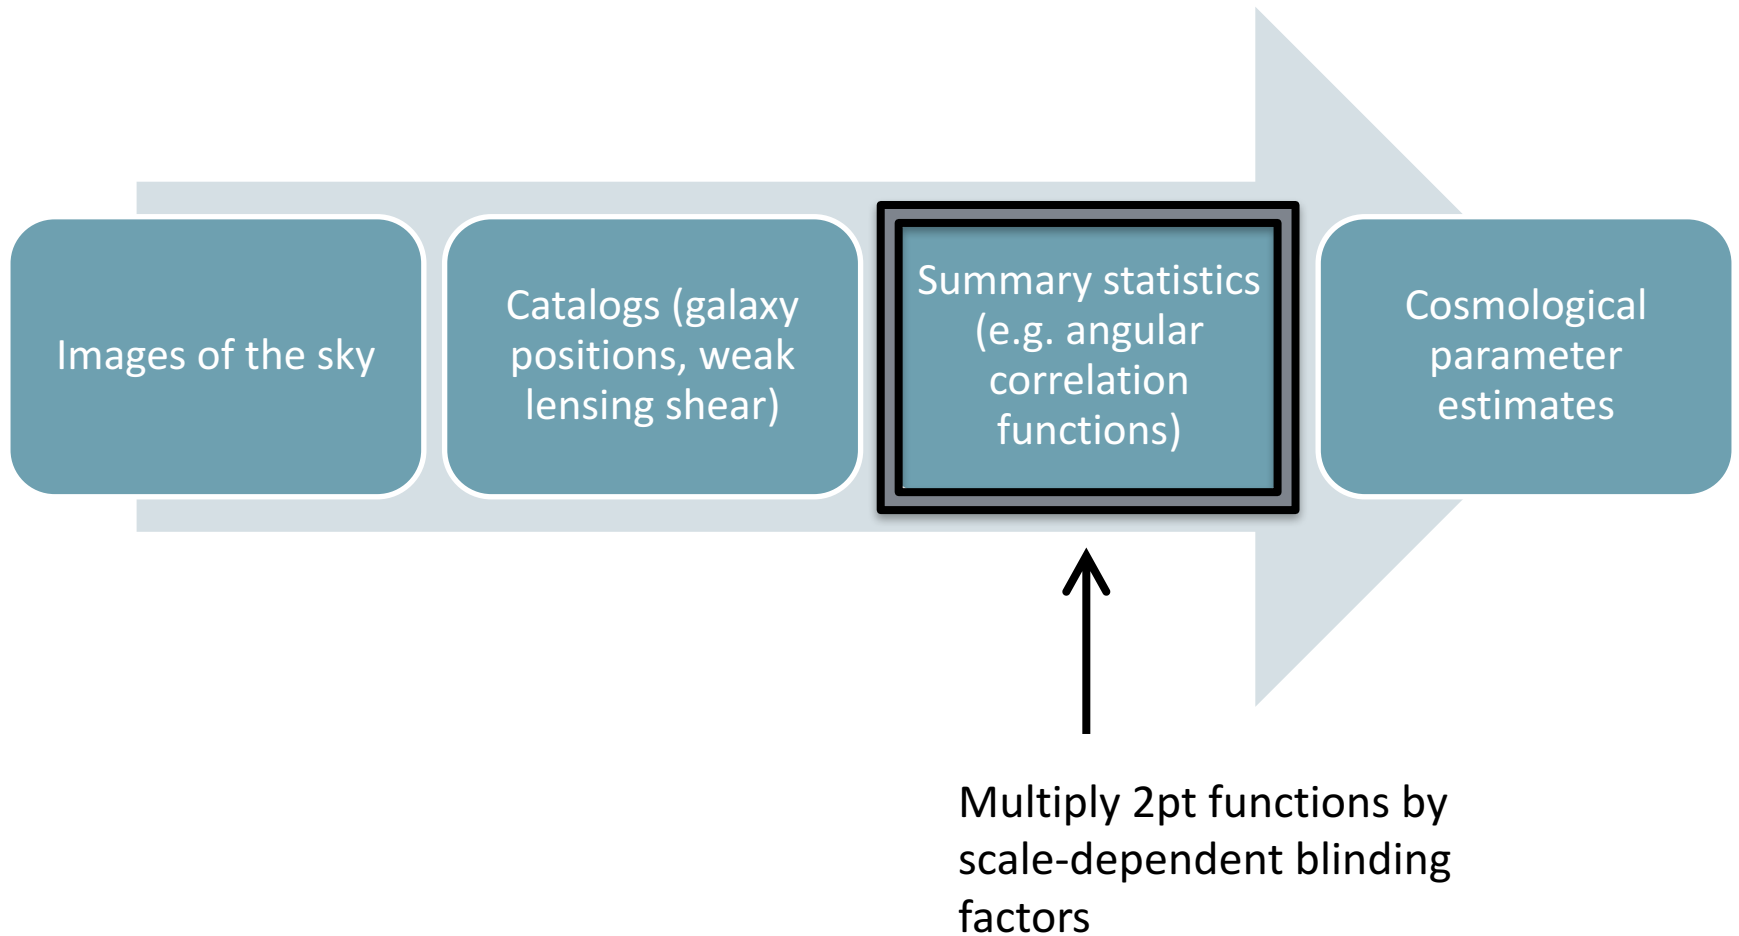 Images of the sky
Catalogs (galaxy
positions, weak
lensing shear)
Summary statistics
(e.g. angular
correlation
functions)
Cosmological
parameter
estimates
Multiply 2pt functions by
scale-dependent blinding
factors